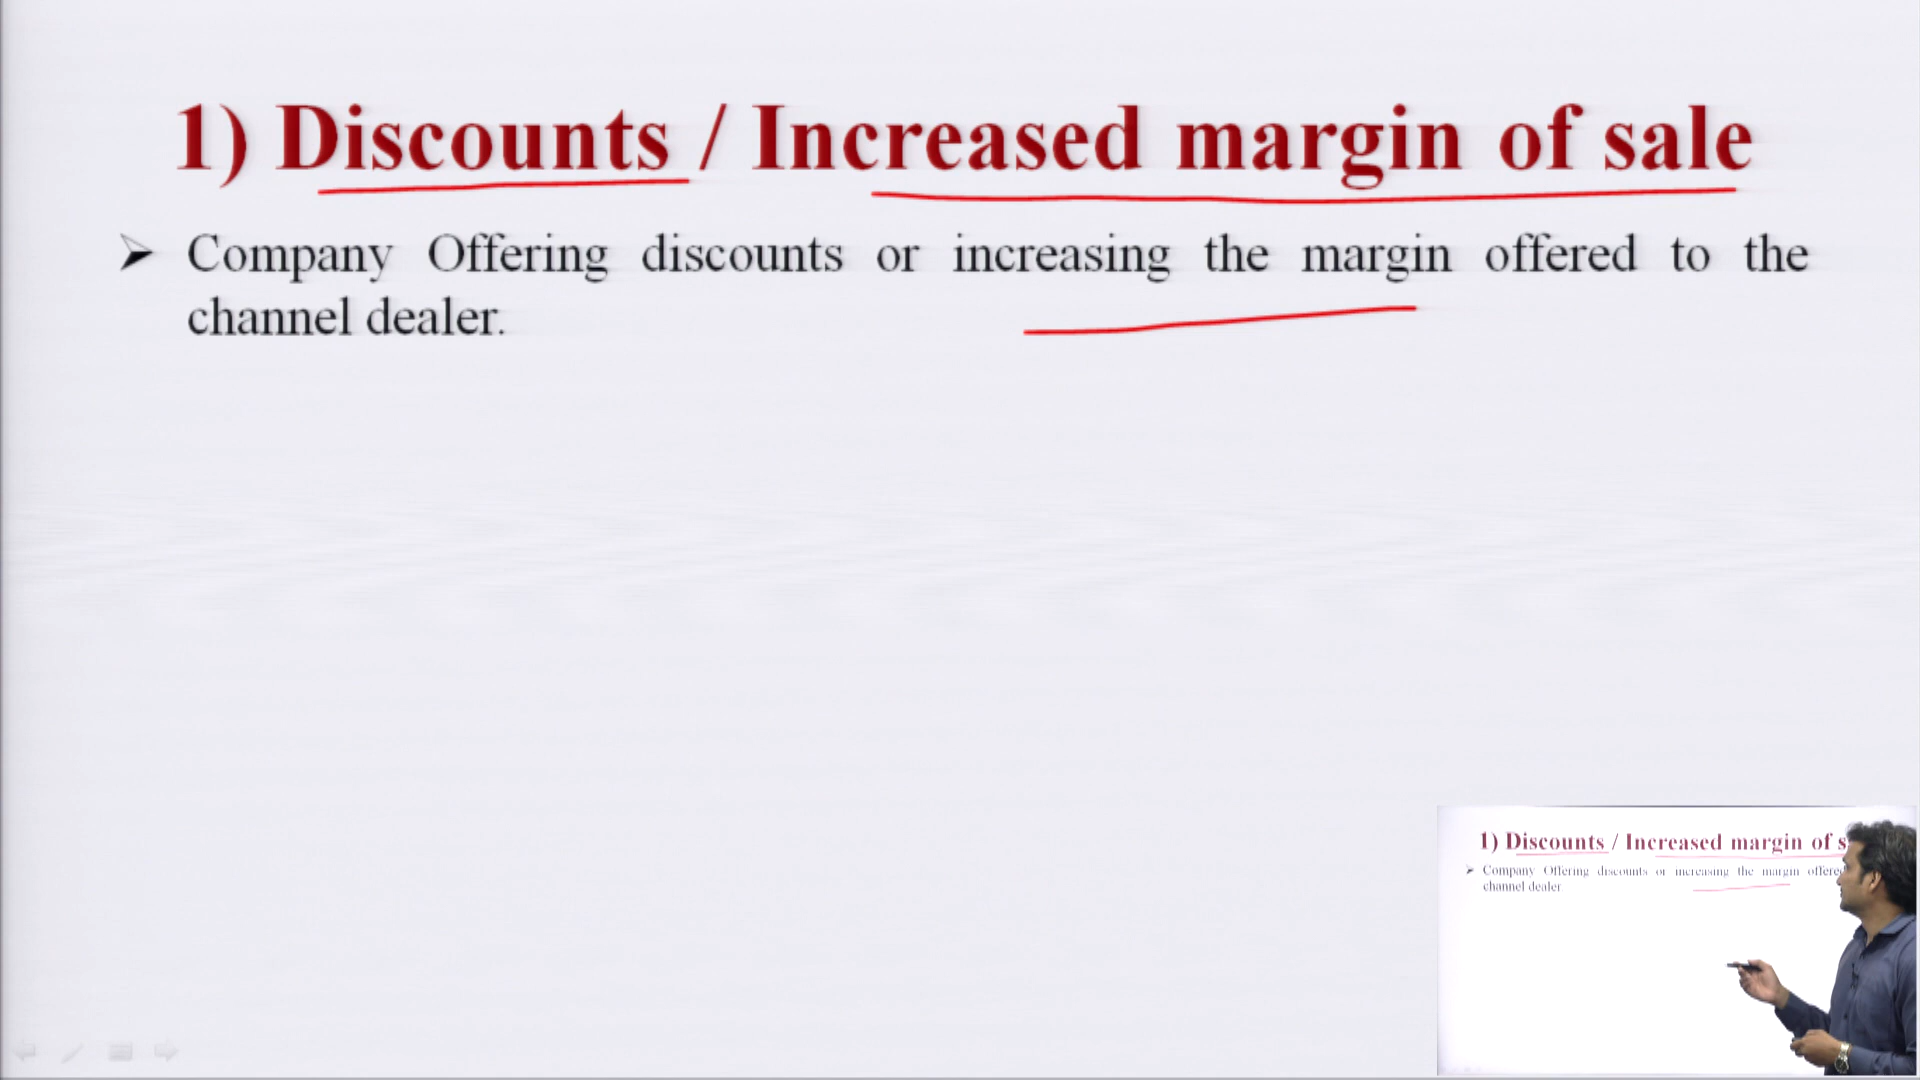 1) Discounts / Increased margin of sale
➢ Company Offering discounts or increasing the margin offered to the
channel dealer.
1) Discounts / Increased margin of s
➢ Company Offering discounts or increasing the margin offered
channel dealer